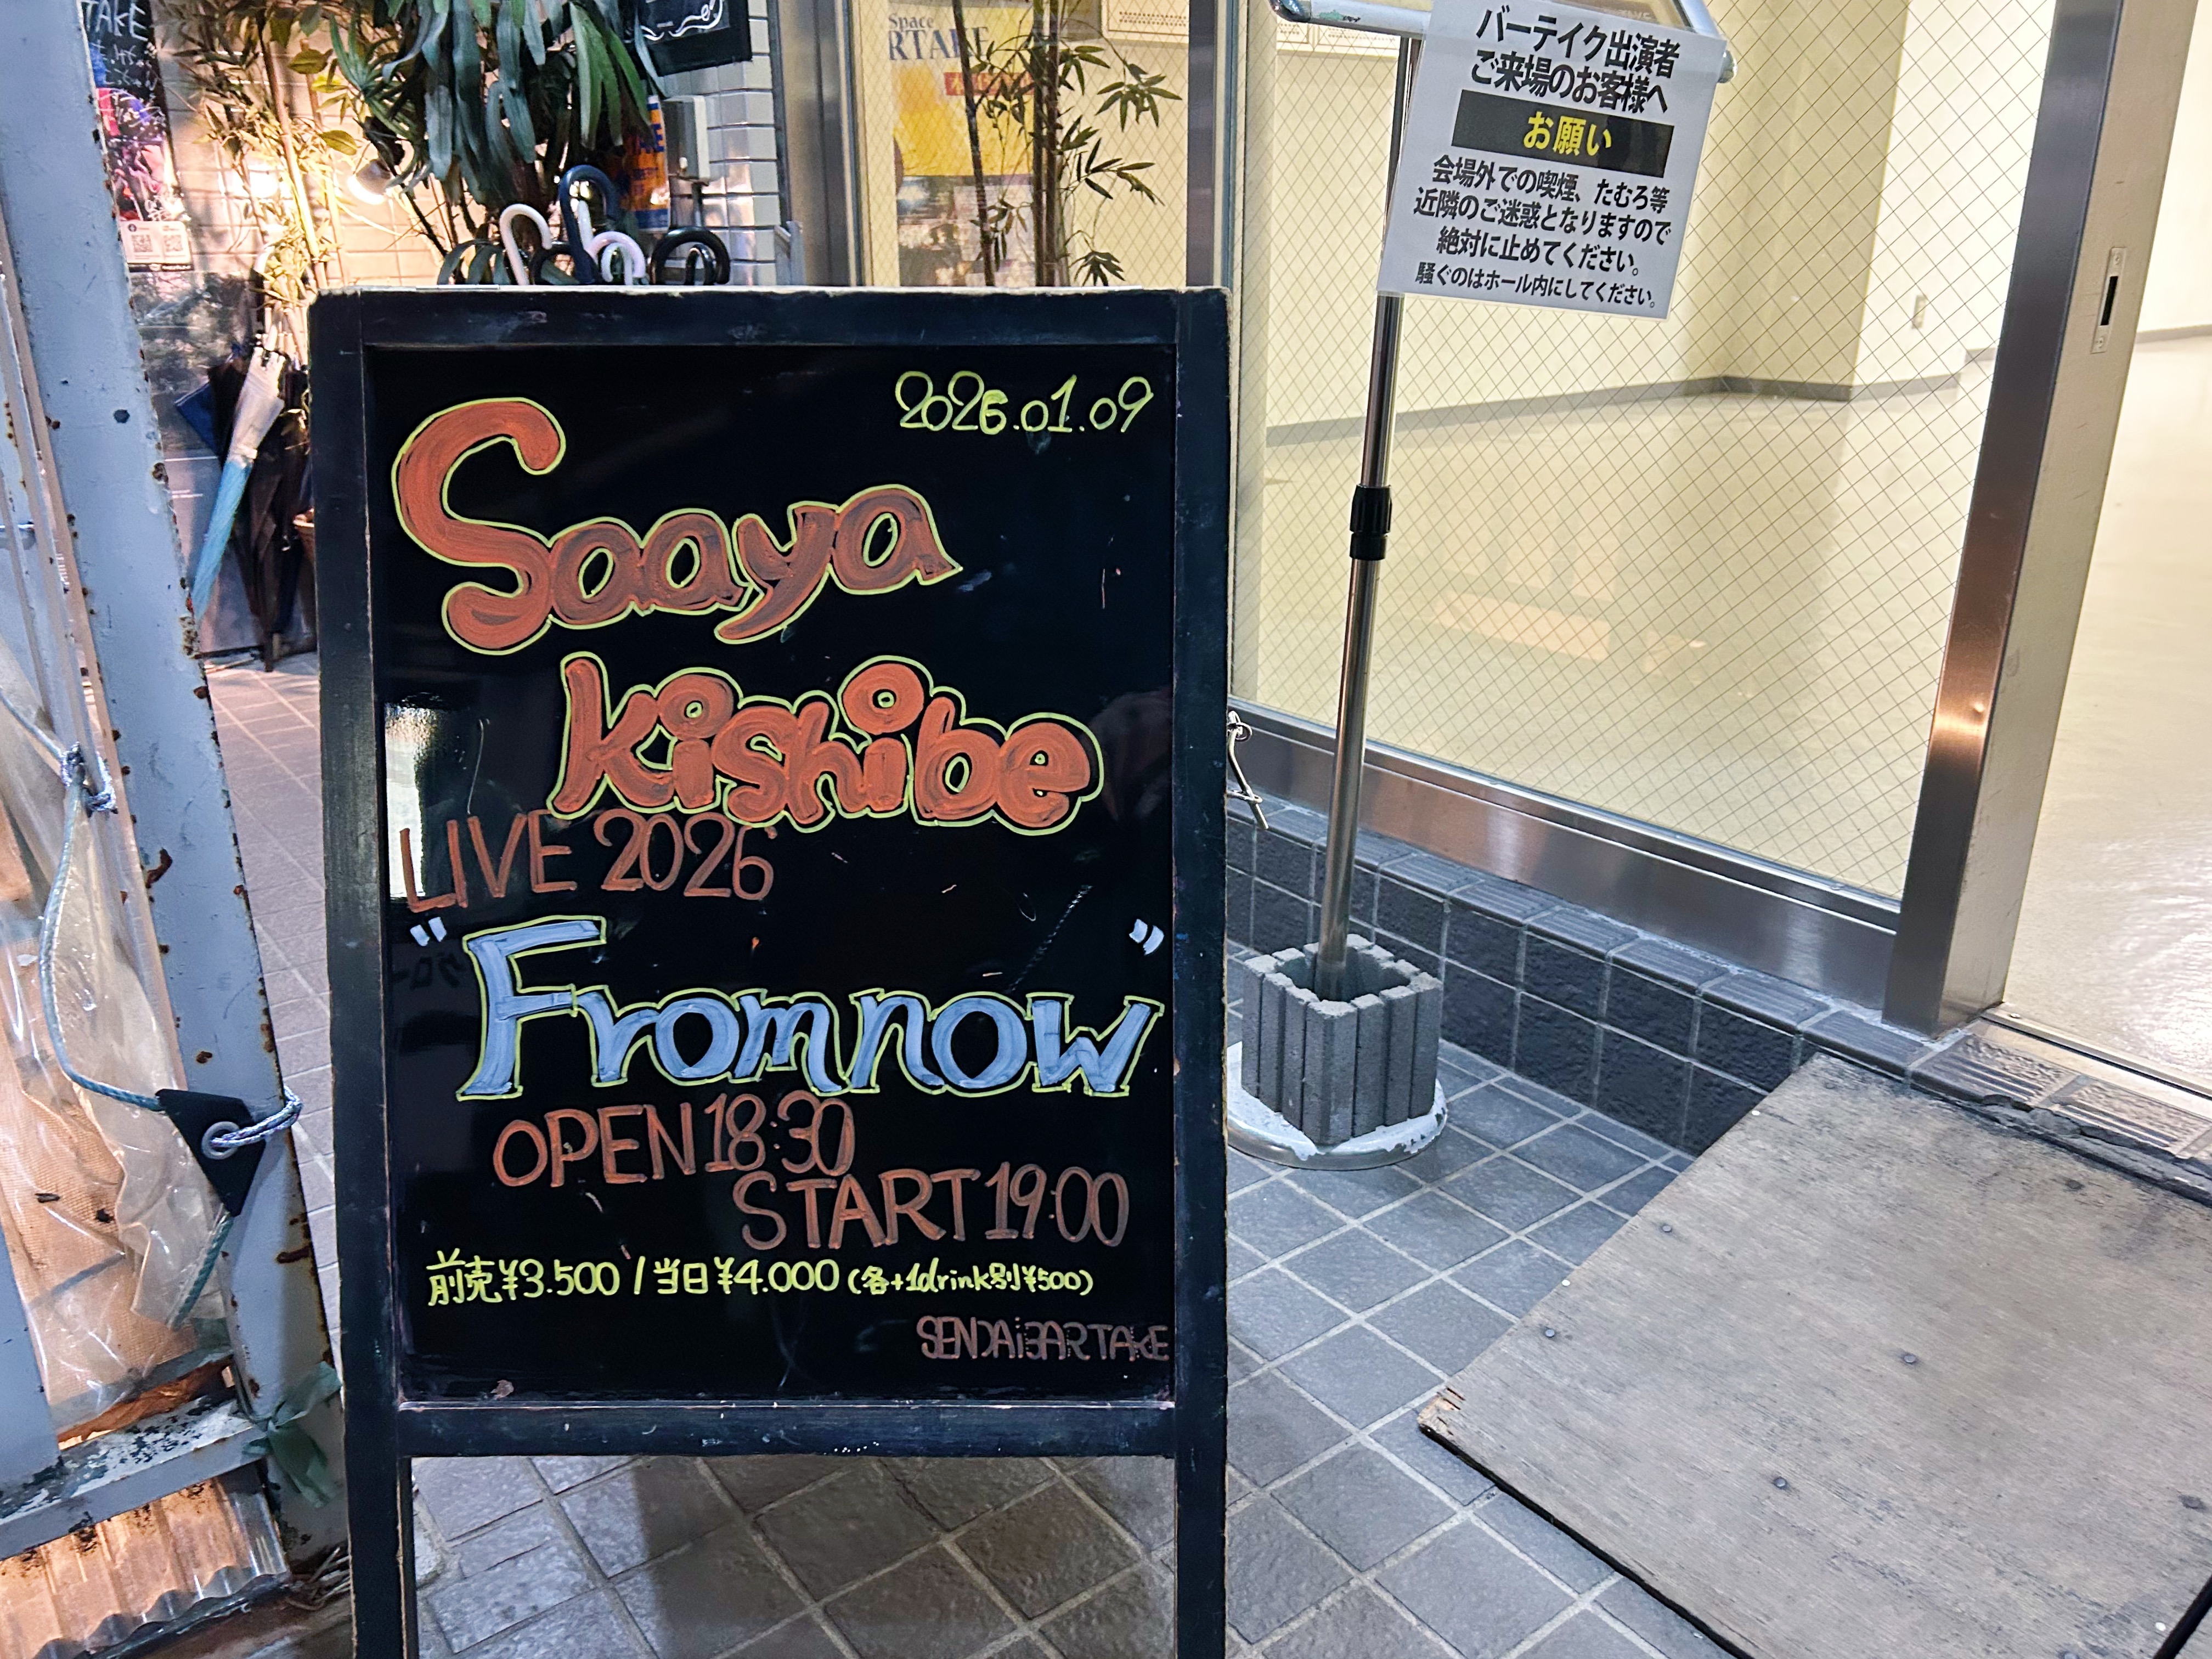 TAKE
Space
RTAKE
バーテイク出演者
ご来場のお客様へ
お願い
会場外での喫煙、たむろ等
近隣のご迷惑となりますので
絶対に止めてください。
騒ぐのはホール内にしてください。
2026.01.09
Saaya
kishibe
LIVE 2026
"From now"
OPEN 18:30
START 19:00
前売¥3.500 / 当日¥4.000 (各+1drink別¥500)
SENDAiBARTAKE